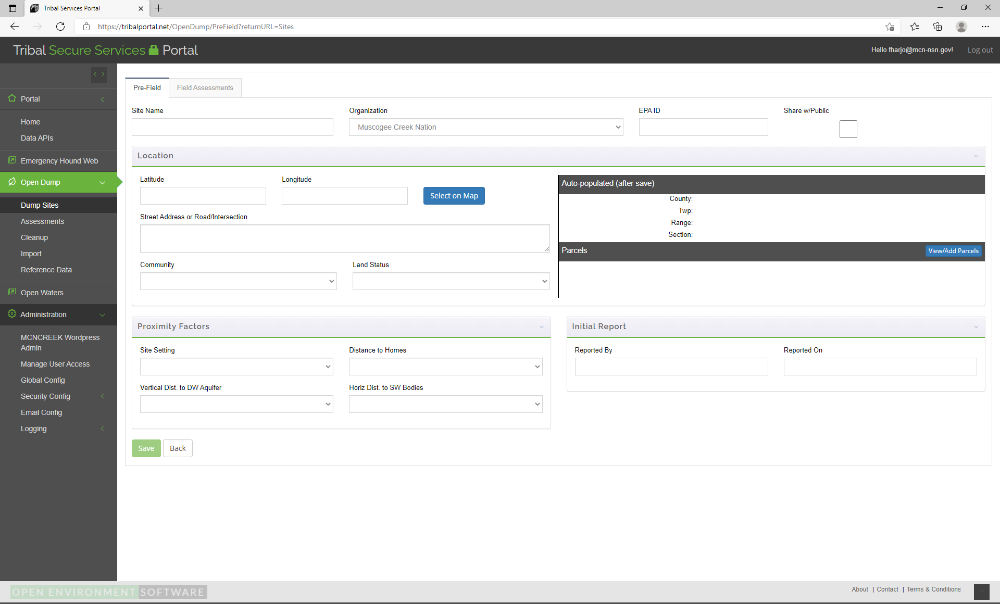 Tribal Services Portal
https://tribalportal.net/OpenDump/PreField?returnURL=Sites
Tribal Secure Services Portal
Hello fharjo@mcn-nsn.gov!
Log out
Portal
Home
Data APIs
Emergency Hound Web
Open Dump
Dump Sites
Assessments
Cleanup
Import
Reference Data
Open Waters
Administration
MCNCREEK Wordpress
Admin
Manage User Access
Global Config
Security Config
Email Config
Logging
Pre-Field
Field Assessments
Site Name
Organization
EPA ID
Share w/Public
Muscogee Creek Nation
Location
Latitude
Longitude
Select on Map
Street Address or Road/Intersection
Community
Land Status
Auto-populated (after save)
County:
Twp:
Range:
Section:
Parcels
View/Add Parcels
Proximity Factors
Site Setting
Distance to Homes
Vertical Dist. to DW Aquifer
Horiz Dist. to SW Bodies
Initial Report
Reported By
Reported On
Save
Back
OPEN ENVIRONMENT SOFTWARE
About | Contact | Terms & Conditions